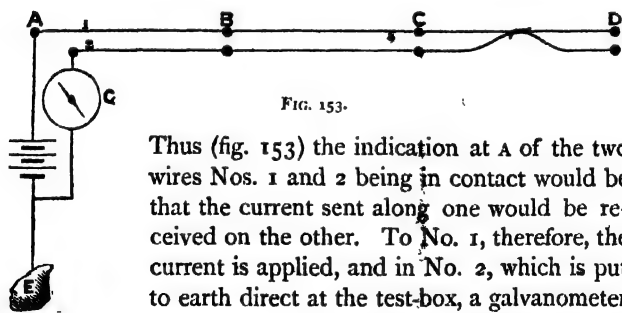 A 1 B C D
2 4
G
FIG. 153.
Thus (fig. 153) the indication at A of the two
wires Nos. 1 and 2 being in contact would be
that the current sent along one would be re-
ceived on the other. To No. 1, therefore, the
current is applied, and in No. 2, which is put
to earth direct at the test-box, a galvanometer
E